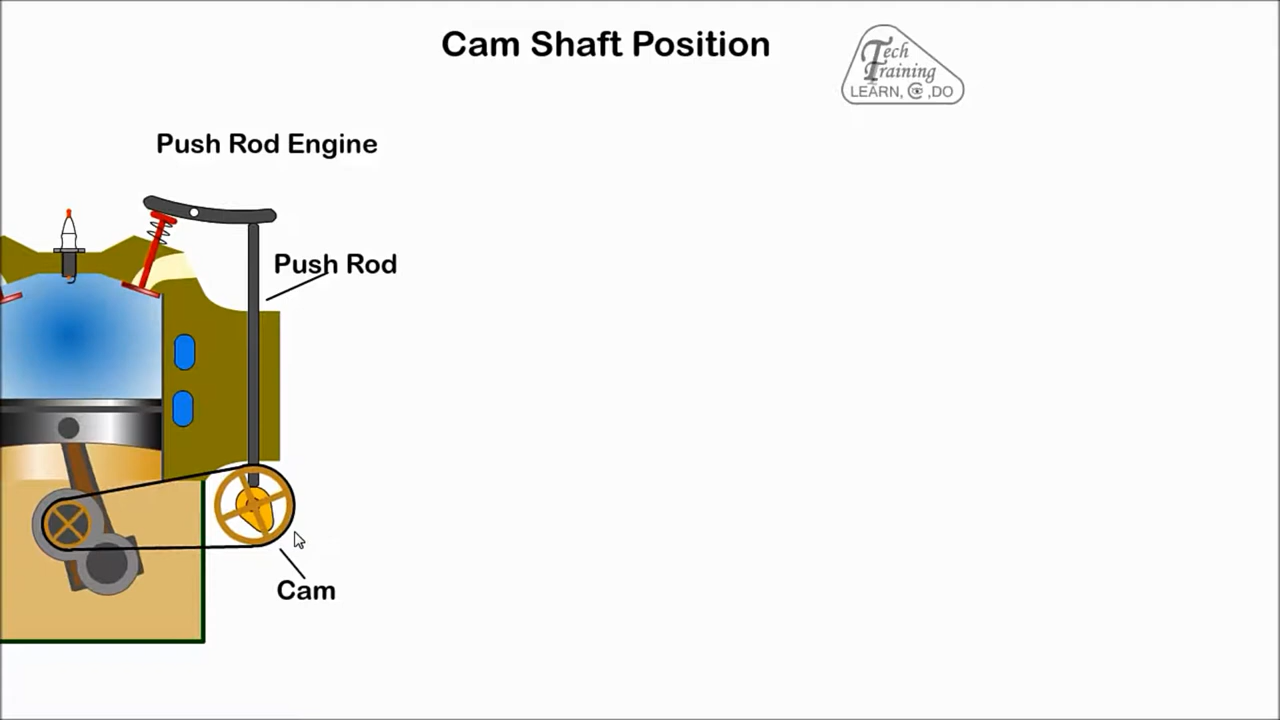 Cam Shaft Position
Tech
Training
LEARN, ,DO
Push Rod Engine
Push Rod
Cam